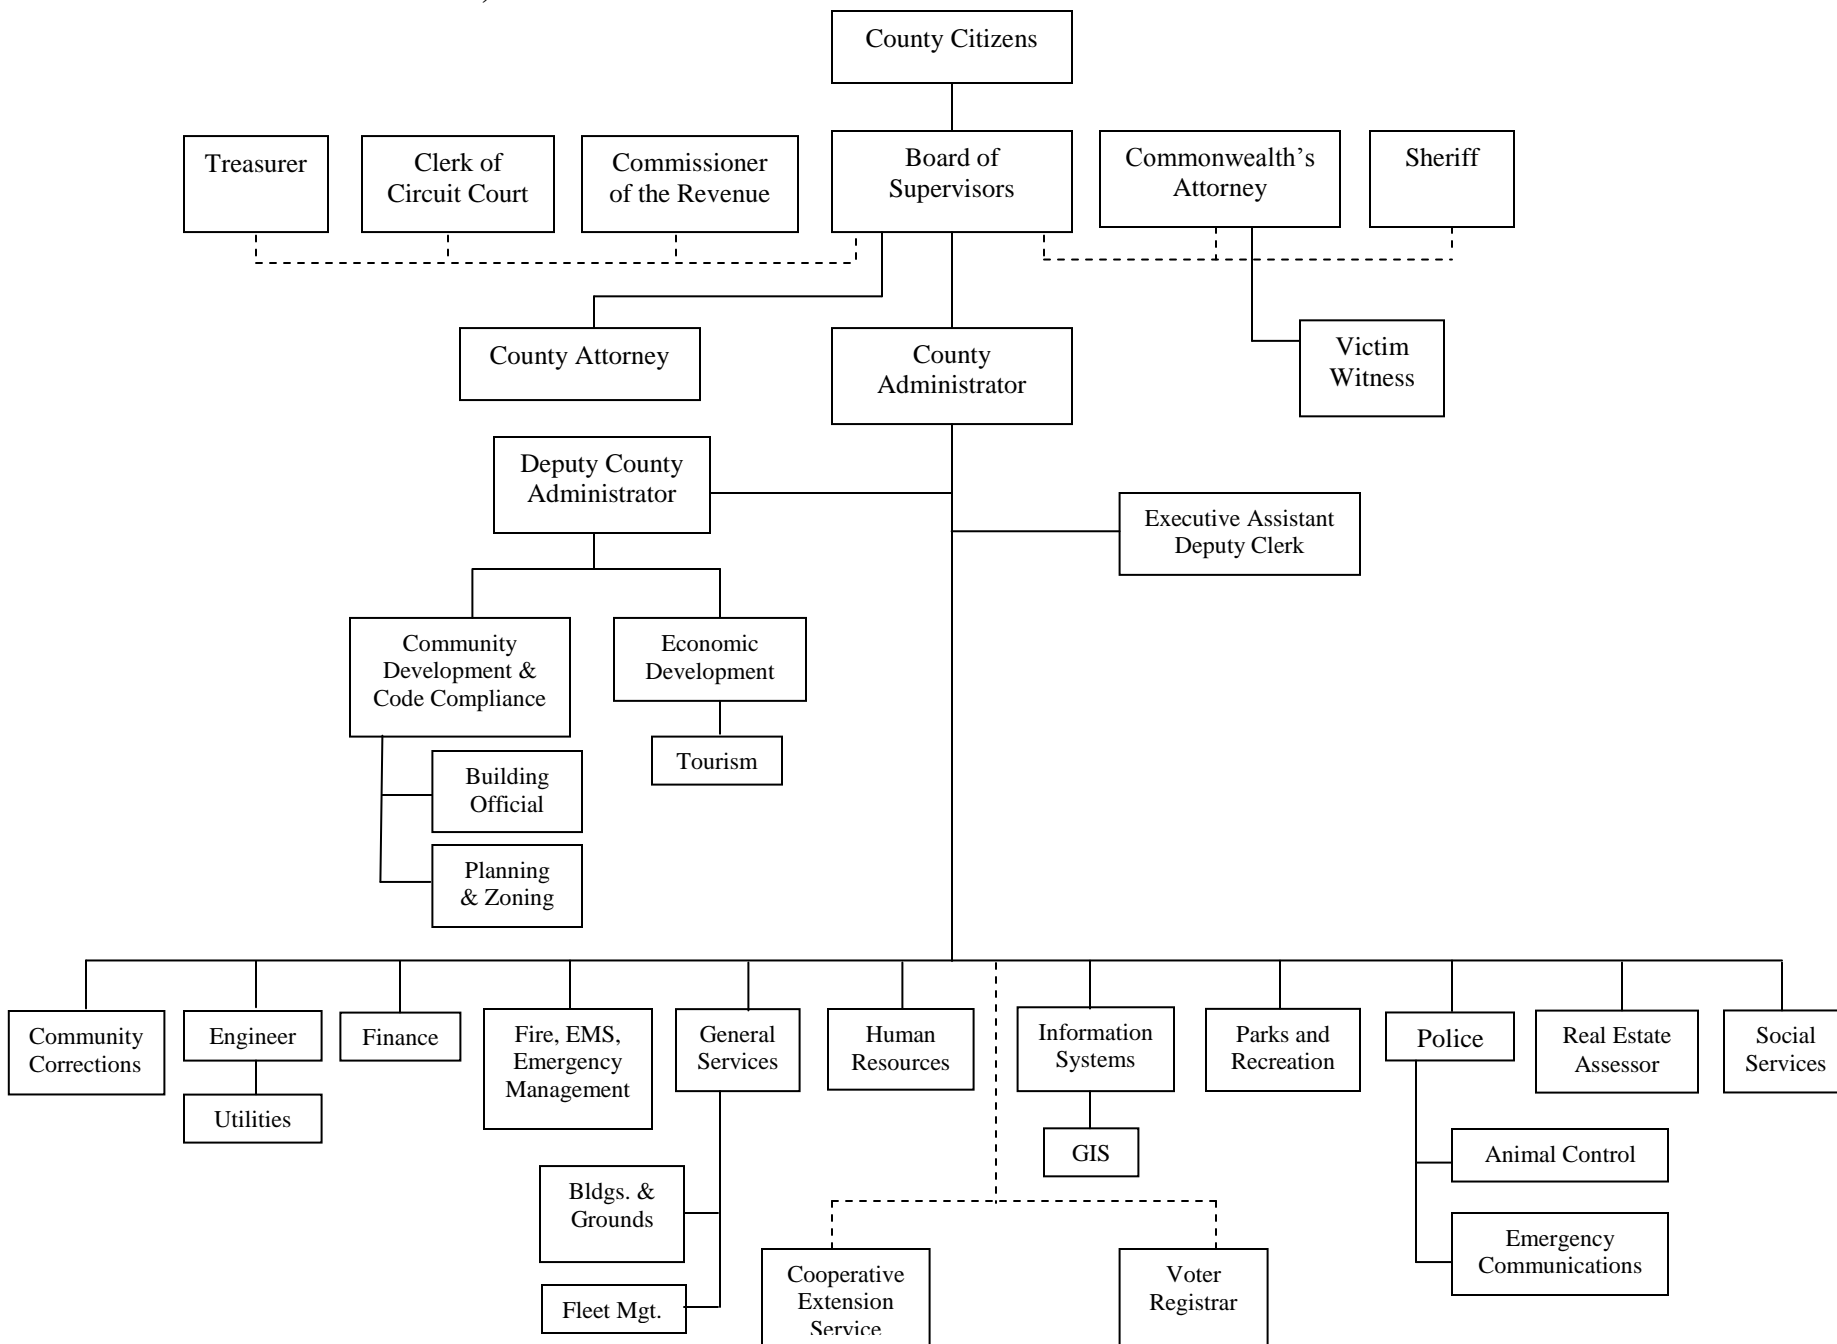 County Citizens
Treasurer
Clerk of
Circuit Court
Commissioner
of the Revenue
Board of
Supervisors
Commonwealth’s
Attorney
Sheriff
County Attorney
County
Administrator
Victim
Witness
Deputy County
Administrator
Executive Assistant
Deputy Clerk
Community
Development &
Code Compliance
Economic
Development
Tourism
Building
Official
Planning
& Zoning
Community
Corrections
Engineer
Finance
Fire, EMS,
Emergency
Management
General
Services
Human
Resources
Information
Systems
Parks and
Recreation
Police
Real Estate
Assessor
Social
Services
Utilities
GIS
Animal Control
Bldgs. &
Grounds
Emergency
Communications
Fleet Mgt.
Cooperative
Extension
Service
Voter
Registrar